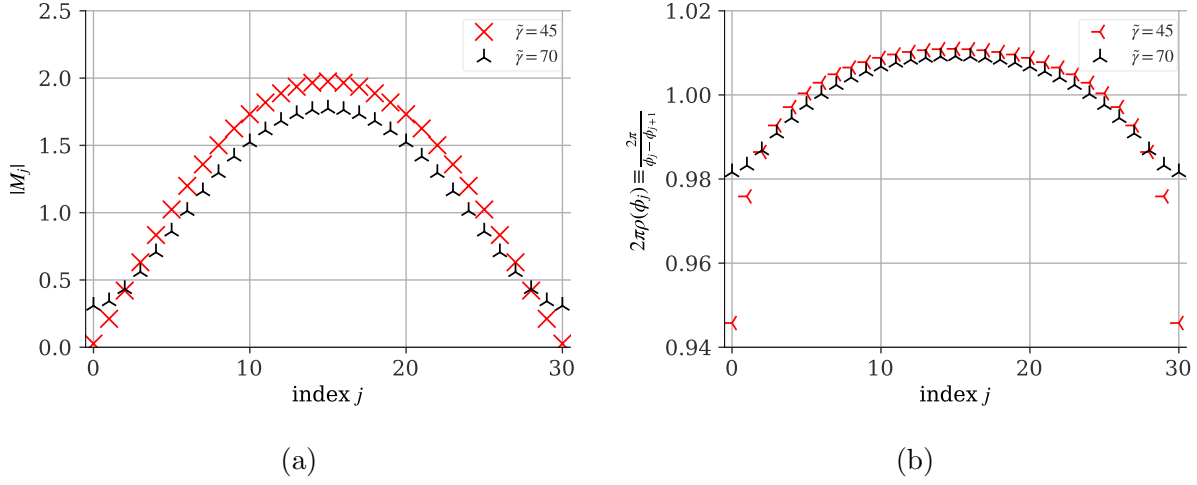 2.5
2.0
1.5
1.0
0.5
0.0
|M_j|
0 10 20 30
index j
γ̃ = 45
γ̃ = 70
(a)
1.02
1.00
0.98
0.96
0.94
2πρ(ϕ_j) ≡ 2π/(ϕ_j − ϕ_{j+1})
0 10 20 30
index j
γ̃ = 45
γ̃ = 70
(b)